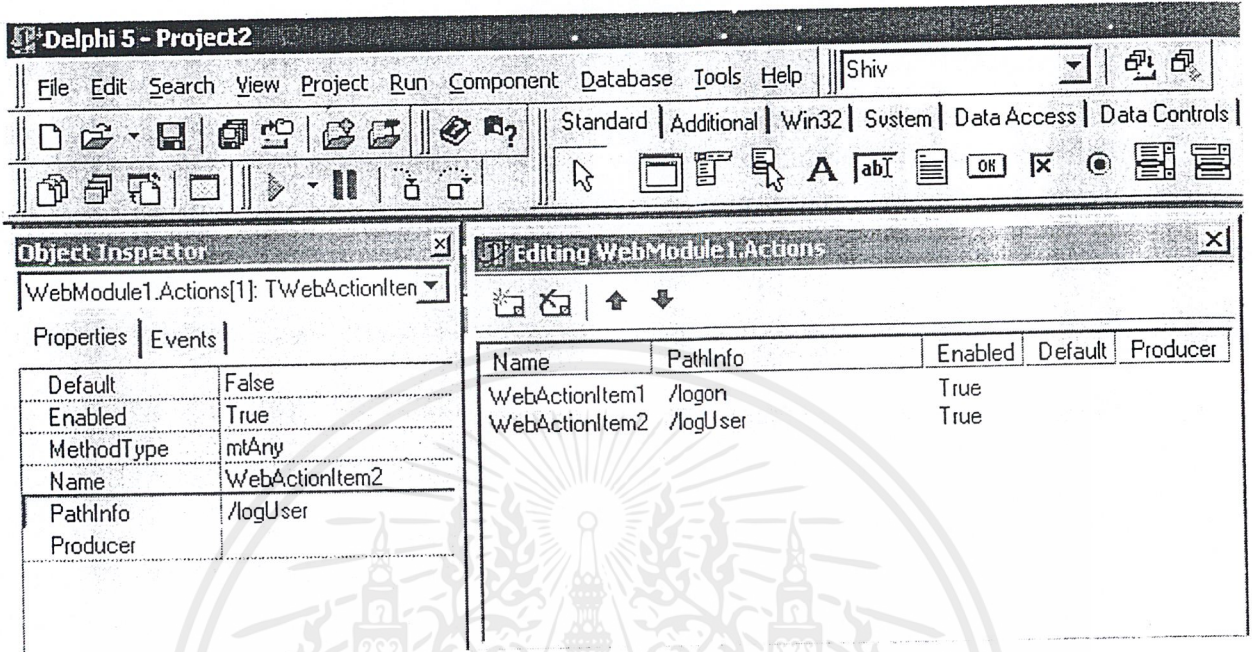 Delphi 5 - Project2
File Edit Search View Project Run Component Database Tools Help
Shiv
Standard Additional Win32 System Data Access Data Controls
A ab OK
Object Inspector
WebModule1.Actions[1]: TWebActionIten
Properties Events
Default False
Enabled True
MethodType mtAny
Name WebActionItem2
PathInfo /logUser
Producer
Editing WebModule1.Actions
Name PathInfo Enabled Default Producer
WebActionItem1 /logon True
WebActionItem2 /logUser True